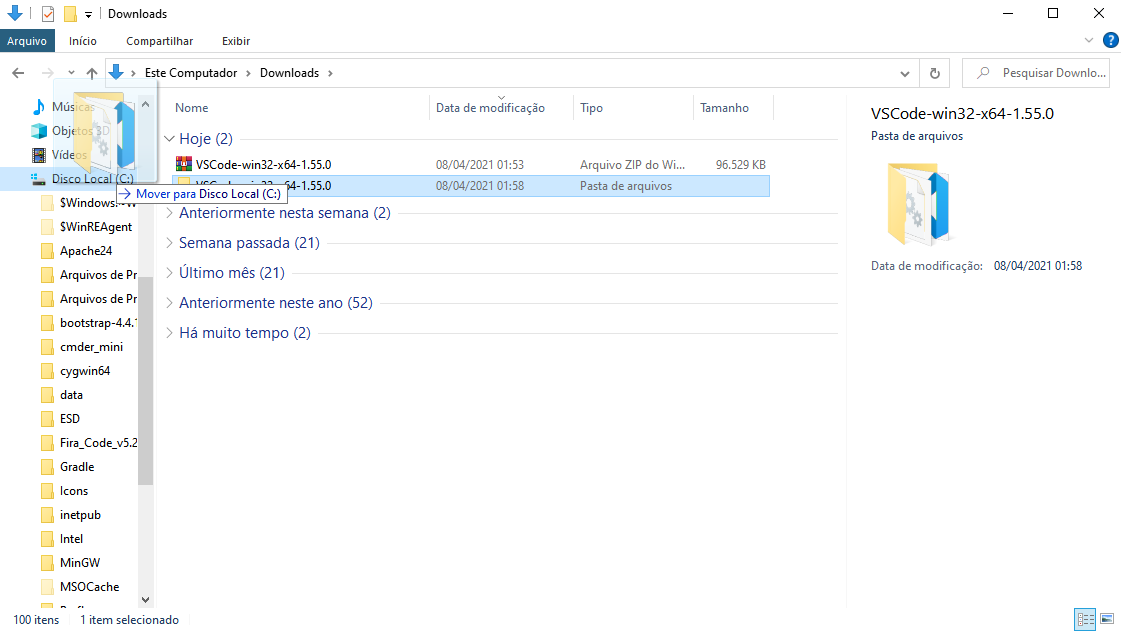 Downloads
Arquivo Início Compartilhar Exibir
Este Computador Downloads Pesquisar Downlo...
Nome Data de modificação Tipo Tamanho
Músicas
Objetos 3D
Vídeos
Disco Local (C:)
Mover para Disco Local (C:)
$WinREAgent
Apache24
Arquivos de Pr
Arquivos de Pr
bootstrap-4.4.1
cmder_mini
cygwin64
data
ESD
Fira_Code_v5.2
Gradle
Icons
inetpub
Intel
MinGW
MSOCache
Hoje (2)
VSCode-win32-x64-1.55.0 08/04/2021 01:53 Arquivo ZIP do Wi... 96.529 KB
VSCode-win32-x64-1.55.0 08/04/2021 01:58 Pasta de arquivos
Anteriormente nesta semana (2)
Semana passada (21)
Último mês (21)
Anteriormente neste ano (52)
Há muito tempo (2)
VSCode-win32-x64-1.55.0
Pasta de arquivos
Data de modificação: 08/04/2021 01:58
100 itens 1 item selecionado